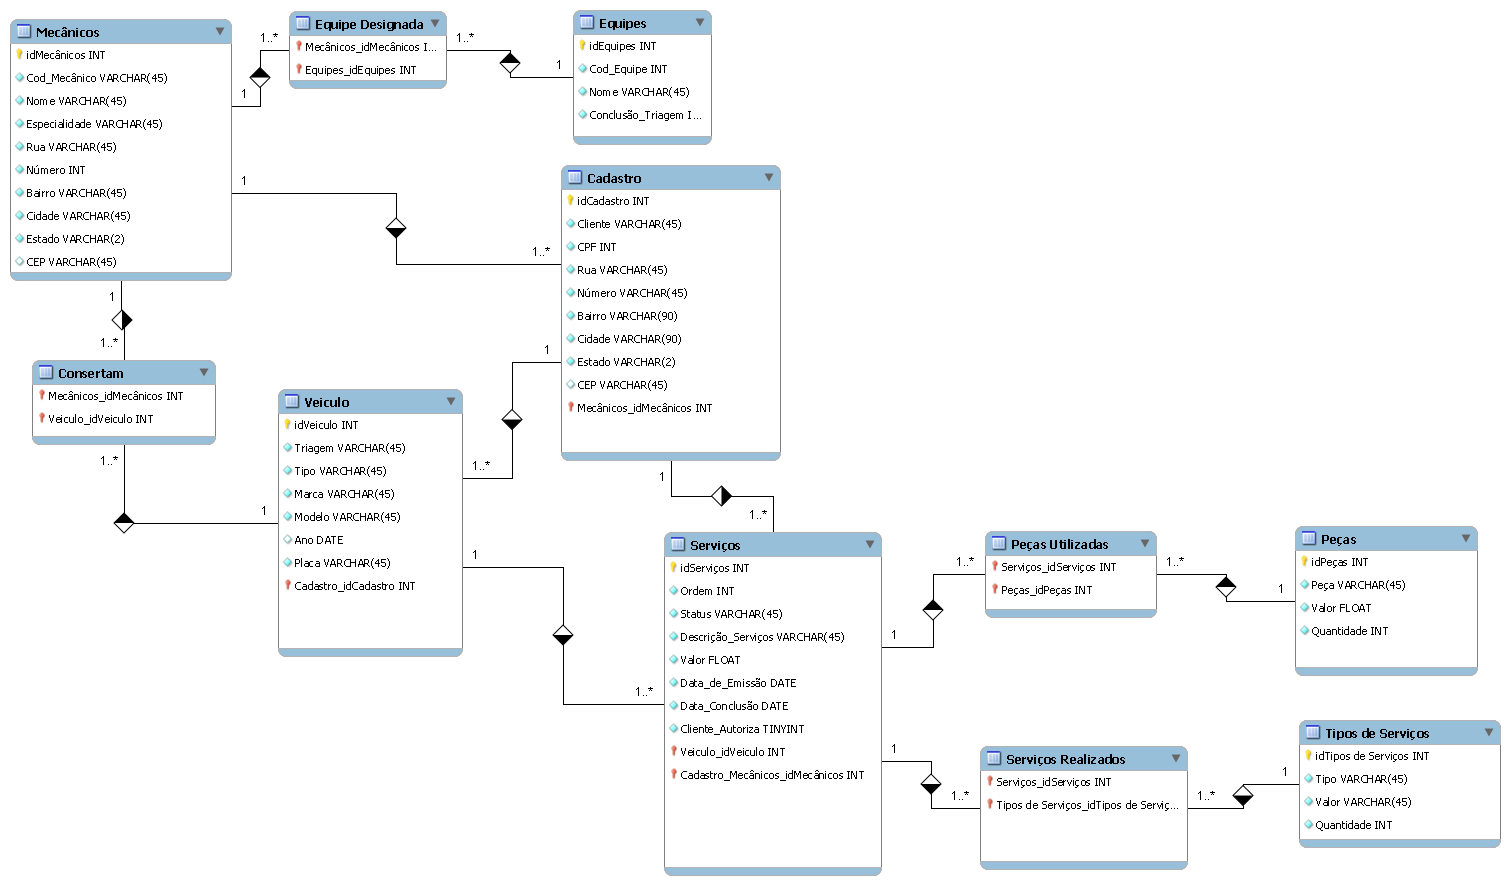 Mecânicos
idMecânicos INT
Cod_Mecânico VARCHAR(45)
Nome VARCHAR(45)
Especialidade VARCHAR(45)
Rua VARCHAR(45)
Número INT
Bairro VARCHAR(45)
Cidade VARCHAR(45)
Estado VARCHAR(2)
CEP VARCHAR(45)
1
1..*
Equipe Designada
Mecânicos_idMecânicos I...
Equipes_idEquipes INT
1..*
1
Equipes
idEquipes INT
Cod_Equipe INT
Nome VARCHAR(45)
Conclusão_Triagem I...
1
1..*
Cadastro
idCadastro INT
Cliente VARCHAR(45)
CPF INT
Rua VARCHAR(45)
Número VARCHAR(45)
Bairro VARCHAR(90)
Cidade VARCHAR(90)
Estado VARCHAR(2)
CEP VARCHAR(45)
Mecânicos_idMecânicos INT
1
1..*
Consertam
Mecânicos_idMecânicos INT
Veiculo_idVeiculo INT
1..*
1
Veiculo
idVeiculo INT
Triagem VARCHAR(45)
Tipo VARCHAR(45)
Marca VARCHAR(45)
Modelo VARCHAR(45)
Ano DATE
Placa VARCHAR(45)
Cadastro_idCadastro INT
1
1..*
1
1..*
1
1..*
Serviços
idServiços INT
Ordem INT
Status VARCHAR(45)
Descrição_Serviços VARCHAR(45)
Valor FLOAT
Data_de_Emissão DATE
Data_Conclusão DATE
Cliente_Autoriza TINYINT
Veiculo_idVeiculo INT
Cadastro_Mecânicos_idMecânicos INT
1
1..*
Peças Utilizadas
Serviços_idServiços INT
Peças_idPeças INT
1..*
1
Peças
idPeças INT
Peça VARCHAR(45)
Valor FLOAT
Quantidade INT
1
1..*
Serviços Realizados
Serviços_idServiços INT
Tipos de Serviços_idTipos de Serviç...
1..*
1
Tipos de Serviços
idTipos de Serviços INT
Tipo VARCHAR(45)
Valor VARCHAR(45)
Quantidade INT